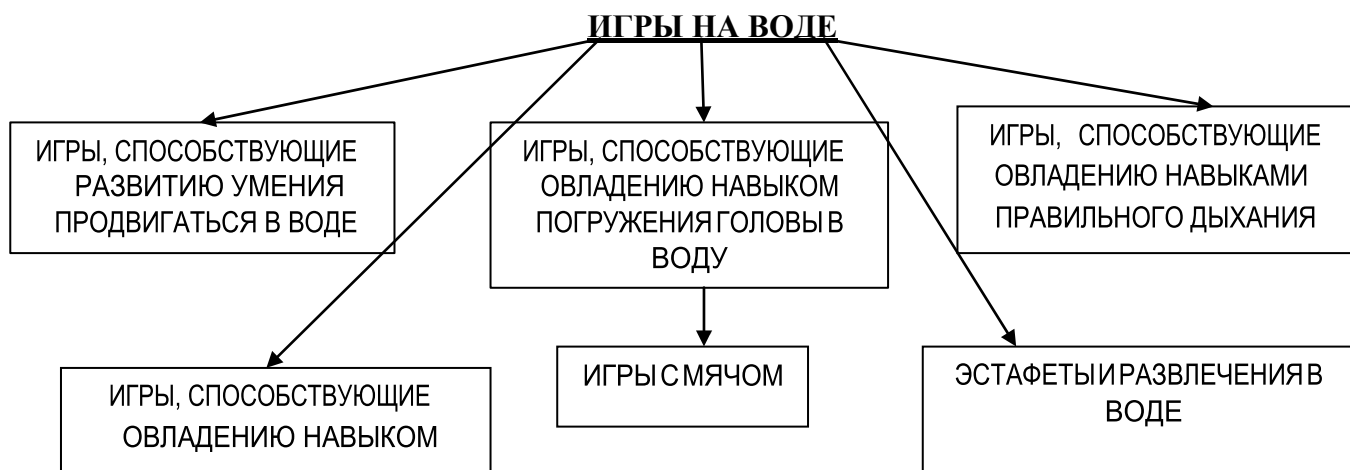 ИГРЫ НА ВОДЕ
ИГРЫ, СПОСОБСТВУЮЩИЕ
РАЗВИТИЮ УМЕНИЯ
ПРОДВИГАТЬСЯ В ВОДЕ
ИГРЫ, СПОСОБСТВУЮЩИЕ
ОВЛАДЕНИЮ НАВЫКОМ
ПОГРУЖЕНИЯ ГОЛОВЫ В
ВОДУ
ИГРЫ, СПОСОБСТВУЮЩИЕ
ОВЛАДЕНИЮ НАВЫКАМИ
ПРАВИЛЬНОГО ДЫХАНИЯ
ИГРЫ, СПОСОБСТВУЮЩИЕ
ОВЛАДЕНИЮ НАВЫКОМ
ИГРЫ С МЯЧОМ
ЭСТАФЕТЫ И РАЗВЛЕЧЕНИЯ В
ВОДЕ